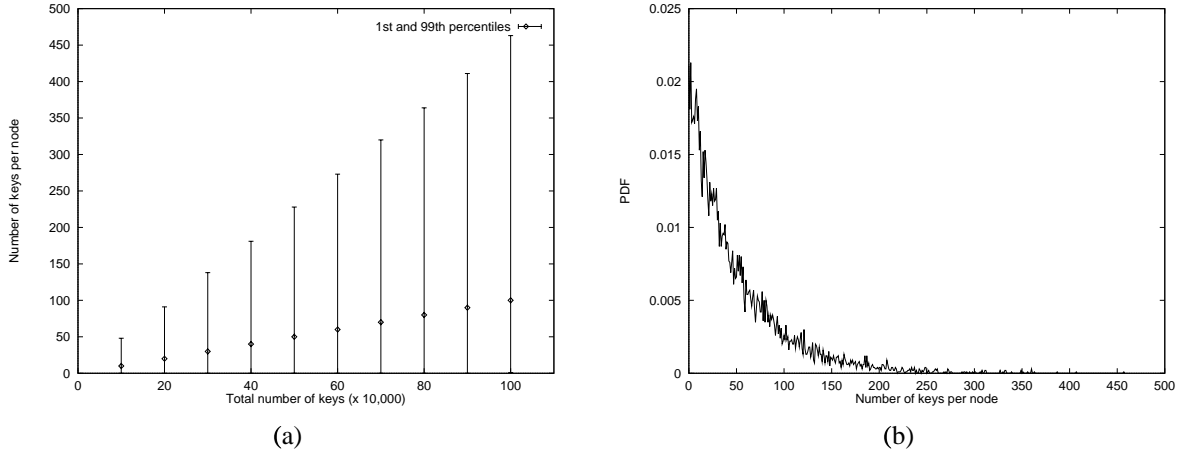 500
450
400
350
300
250
200
150
100
50
0
Number of keys per node
1st and 99th percentiles
0 20 40 60 80 100
Total number of keys (x 10,000)
(a)
0.025
0.02
0.015
0.01
0.005
0
PDF
0 50 100 150 200 250 300 350 400 450 500
Number of keys per node
(b)